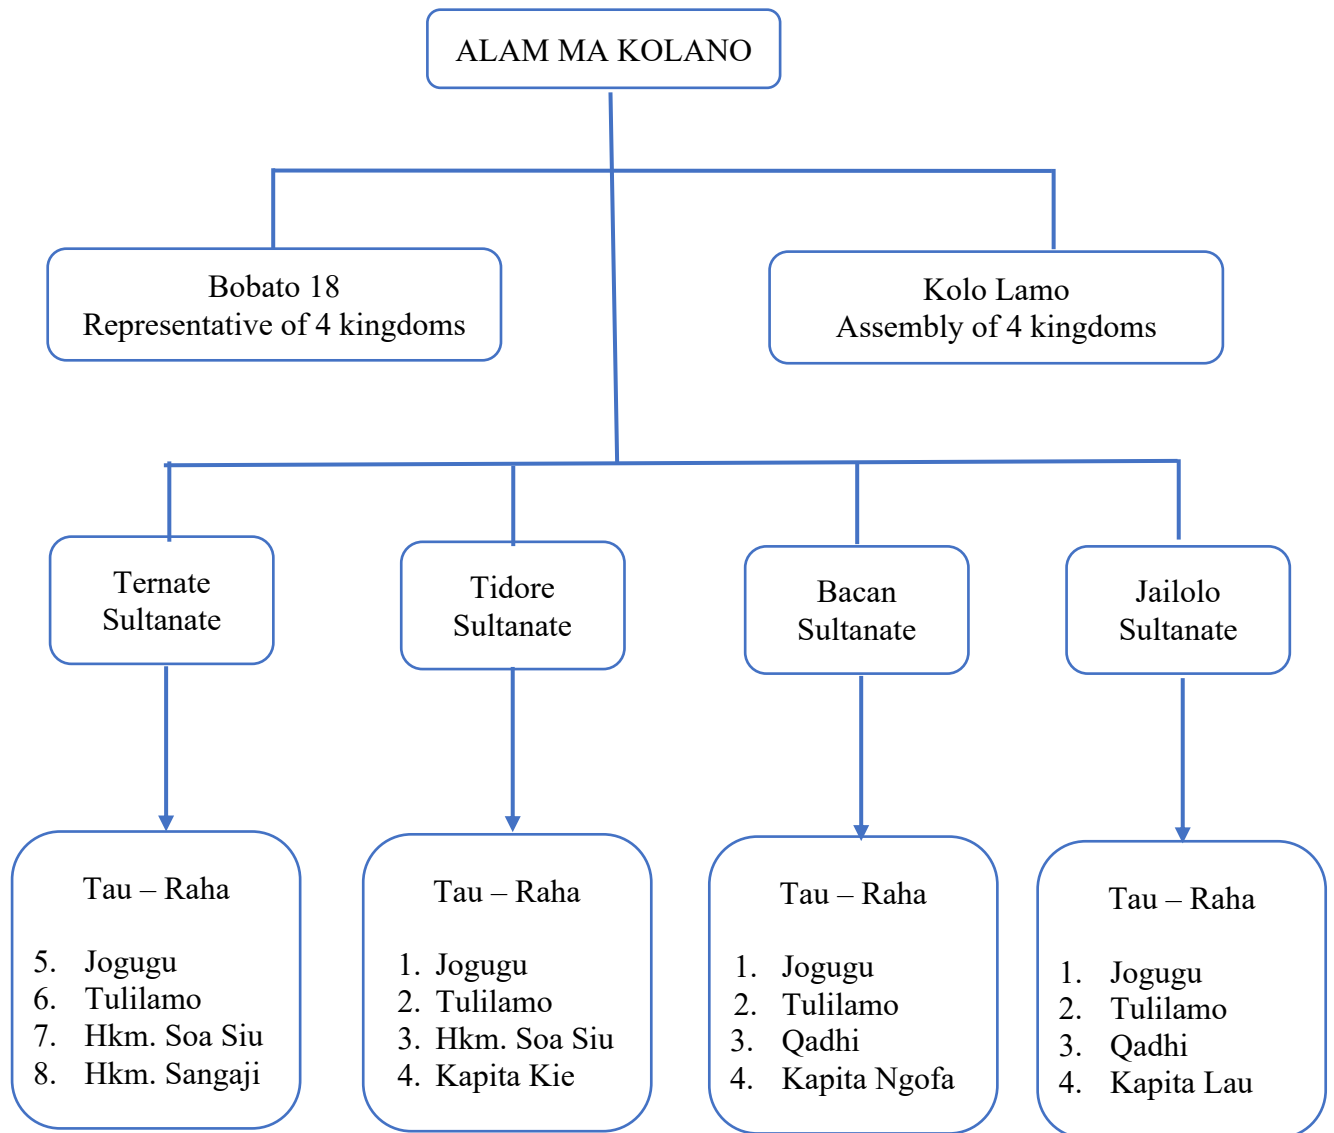 ALAM MA KOLANO
Bobato 18
Representative of 4 kingdoms
Kolo Lamo
Assembly of 4 kingdoms
Ternate
Sultanate
Tidore
Sultanate
Bacan
Sultanate
Jailolo
Sultanate
Tau – Raha
5. Jogugu
6. Tulilamo
7. Hkm. Soa Siu
8. Hkm. Sangaji
Tau – Raha
1. Jogugu
2. Tulilamo
3. Hkm. Soa Siu
4. Kapita Kie
Tau – Raha
1. Jogugu
2. Tulilamo
3. Qadhi
4. Kapita Ngofa
Tau – Raha
1. Jogugu
2. Tulilamo
3. Qadhi
4. Kapita Lau